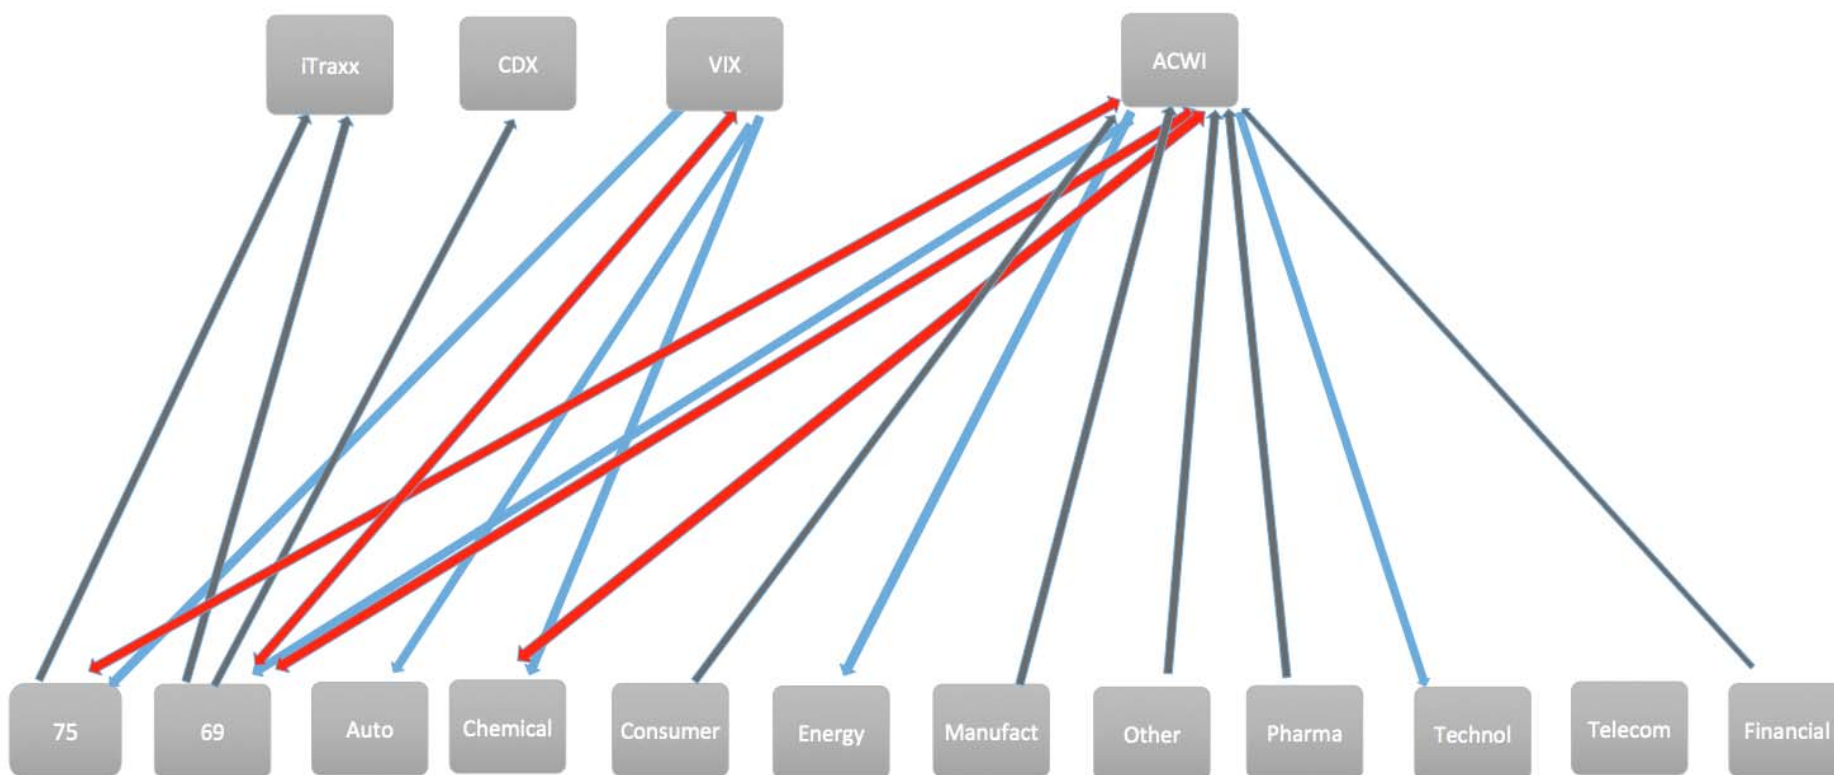 iTraxx
CDX
VIX
ACWI
75
69
Auto
Chemical
Consumer
Energy
Manufact
Other
Pharma
Technol
Telecom
Financial